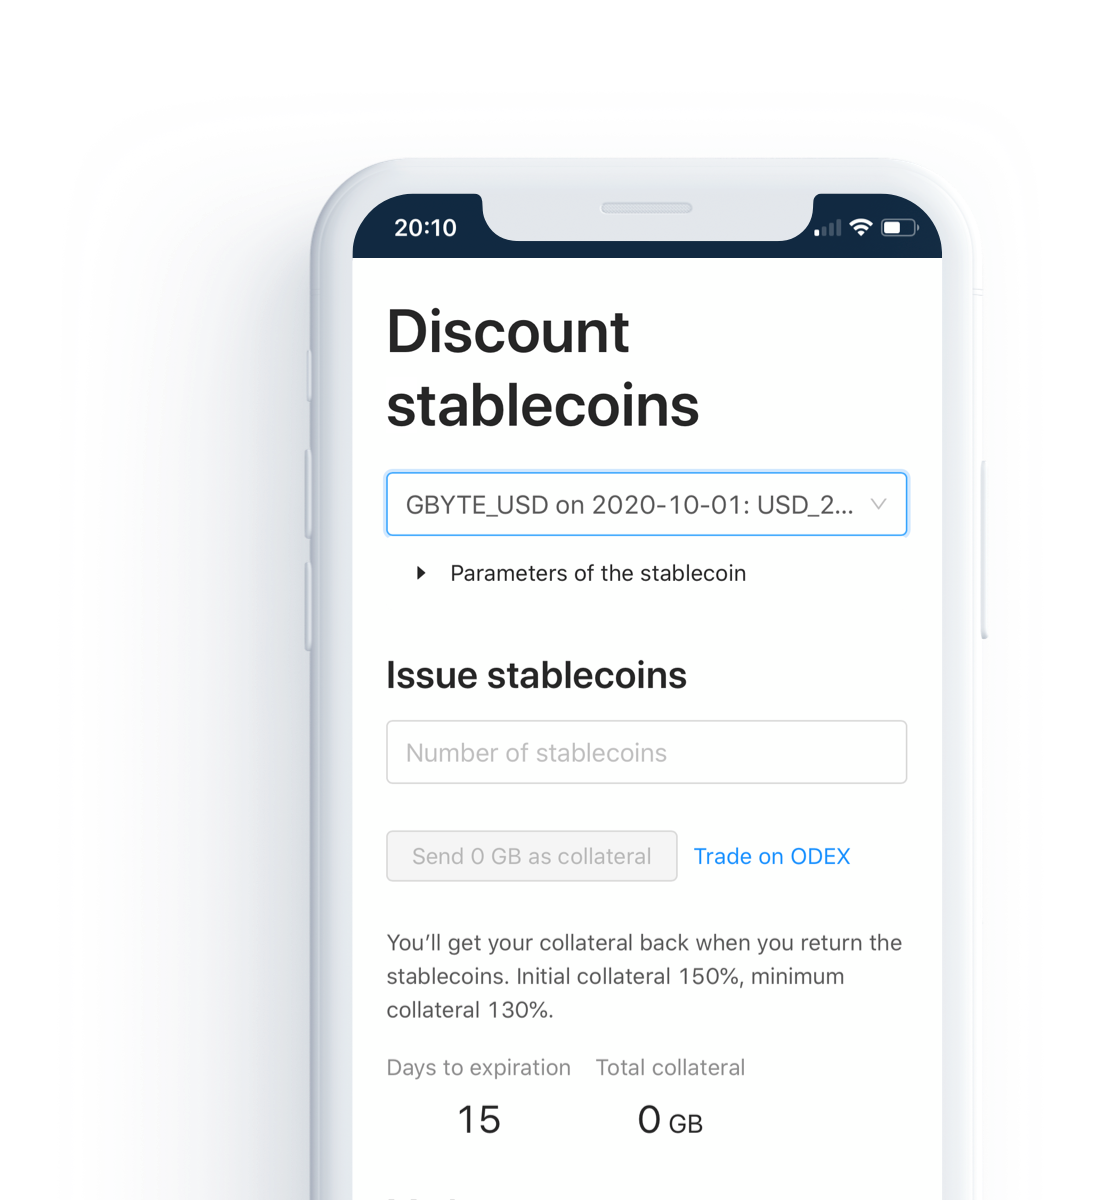 20:10
Discount
stablecoins
GBYTE_USD on 2020-10-01: USD_2...
Parameters of the stablecoin
Issue stablecoins
Number of stablecoins
Send 0 GB as collateral Trade on ODEX
You’ll get your collateral back when you return the
stablecoins. Initial collateral 150%, minimum
collateral 130%.
Days to expiration Total collateral
15 0 GB